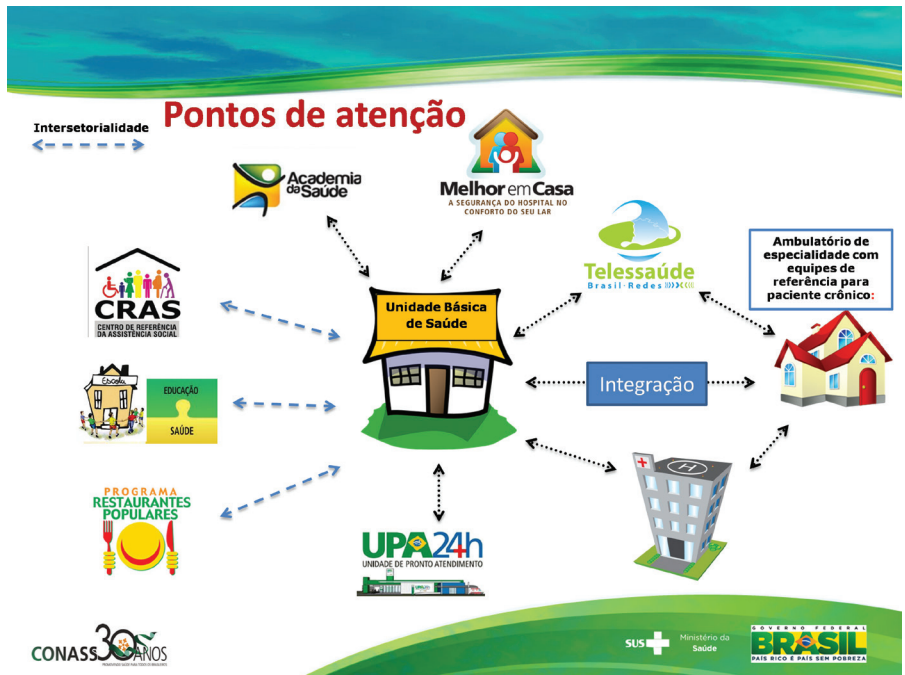 Pontos de atenção
Intersetorialidade
Academia
da Saúde
Melhor em Casa
A SEGURANÇA DO HOSPITAL NO
CONFORTO DO SEU LAR
Telessaúde
Brasil-Redes
Ambulatório de
especialidade com
equipes de
referência para
paciente crônico:
CRAS
CENTRO DE REFERÊNCIA
DA ASSISTÊNCIA SOCIAL
Unidade Básica
de Saúde
Escola
EDUCAÇÃO
SAÚDE
Integração
H
PROGRAMA
RESTAURANTES
POPULARES
UPA24h
UNIDADE DE PRONTO ATENDIMENTO
CONASS 30 ANOS
SUS
Ministério da
Saúde
GOVERNO FEDERAL
BRASIL
PAÍS RICO É PAÍS SEM POBREZA